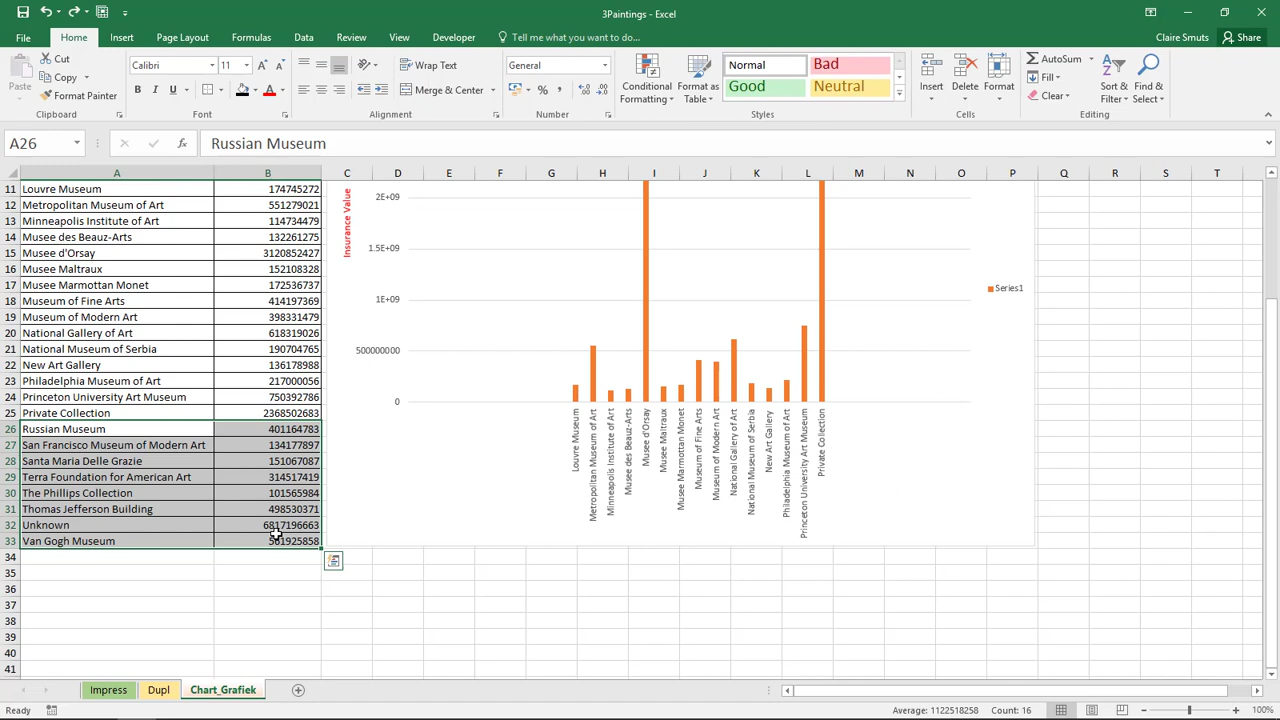 3Paintings - Excel
Claire Smuts
Share
File
Home
Insert
Page Layout
Formulas
Data
Review
View
Developer
Tell me what you want to do...
Paste
Cut
Copy
Format Painter
Clipboard
Calibri
11
B I U
Font
Wrap Text
Merge & Center
Alignment
General
Number
Conditional Formatting
Format as Table
Normal
Bad
Good
Neutral
Styles
Insert
Delete
Format
Cells
AutoSum
Fill
Clear
Sort & Filter
Find & Select
Editing
A26
Russian Museum
A B C D E F G H I J K L M N O P Q R S T
11 Louvre Museum 174745272
12 Metropolitan Museum of Art 551279021
13 Minneapolis Institute of Art 114734479
14 Musee des Beauz-Arts 132261275
15 Musee d'Orsay 3120852427
16 Musee Maltraux 152108328
17 Musee Marmottan Monet 172536737
18 Museum of Fine Arts 414197369
19 Museum of Modern Art 398331479
20 National Gallery of Art 618319026
21 National Museum of Serbia 190704765
22 New Art Gallery 136178988
23 Philadelphia Museum of Art 217000056
24 Princeton University Art Museum 750392786
25 Private Collection 2368502683
26 Russian Museum 401164783
27 San Francisco Museum of Modern Art 134177897
28 Santa Maria Delle Grazie 151067087
29 Terra Foundation for American Art 314517419
30 The Phillips Collection 101565984
31 Thomas Jefferson Building 498530371
32 Unknown 6817196663
33 Van Gogh Museum 561925858
34
35
36
37
38
39
40
41
Insurance Value
2E+09
1.5E+09
1E+09
500000000
0
Louvre Museum
Metropolitan Museum of Art
Minneapolis Institute of Art
Musee des Beauz-Arts
Musee d'Orsay
Musee Maltraux
Musee Marmottan Monet
Museum of Fine Arts
Museum of Modern Art
National Gallery of Art
National Museum of Serbia
New Art Gallery
Philadelphia Museum of Art
Princeton University Art Museum
Private Collection
Series1
Impress
Dupl
Chart_Grafiek
Ready
Average: 1122518258
Count: 16
100%